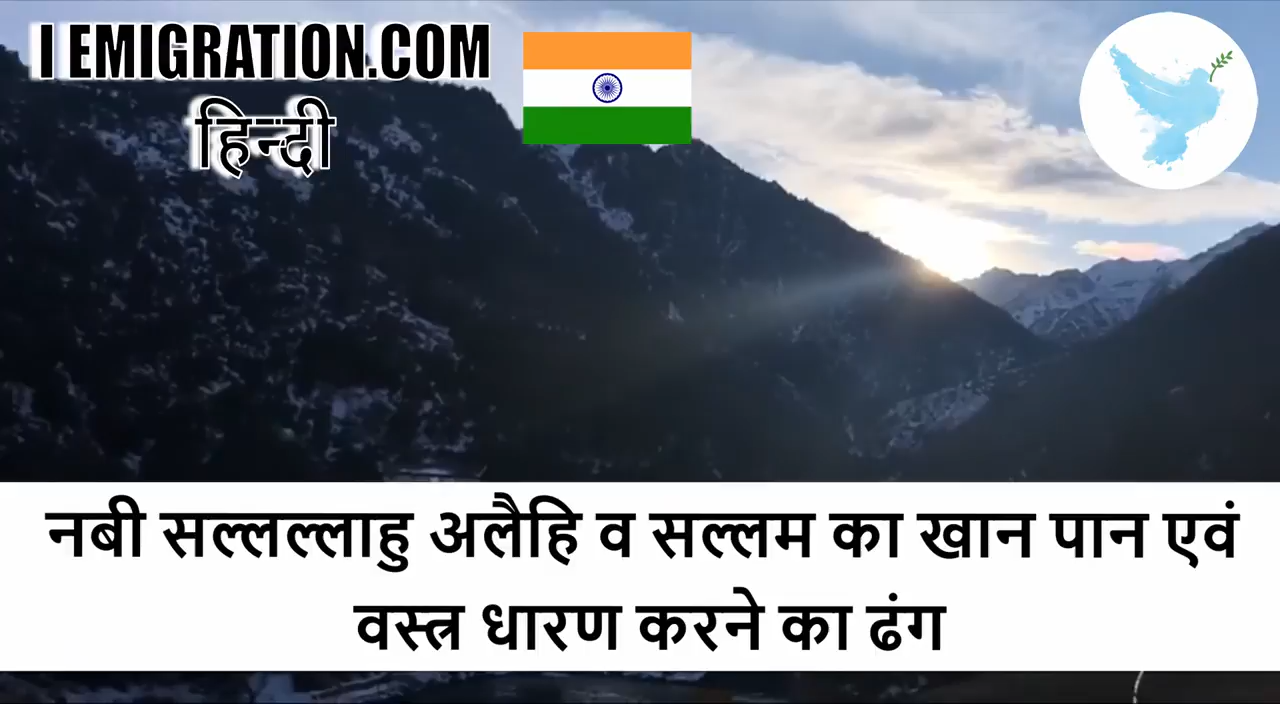 I EMIGRATION.COM
हिन्दी
नबी सल्लल्लाहु अलैहि व सल्लम का खान पान एवं
वस्त्र धारण करने का ढंग